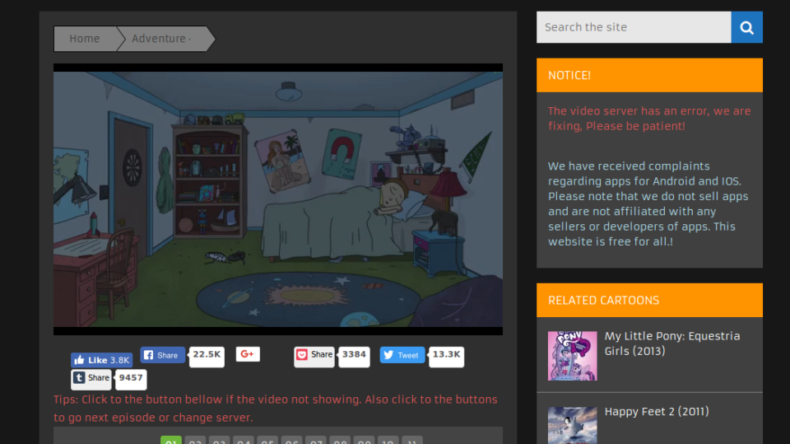 Home
Adventure -
Search the site
NOTICE!
The video server has an error, we are
fixing, Please be patient!
We have received complaints
regarding apps for Android and IOS.
Please note that we do not sell apps
and are not affiliated with any
sellers or developers of apps. This
website is free for all.!
RELATED CARTOONS
My Little Pony: Equestria
Girls (2013)
Happy Feet 2 (2011)
Like 3.8K
Share 22.5K
G+
Share 3384
Tweet 13.3K
Share 9457
Tips: Click to the button bellow if the video not showing. Also click to the buttons
to go next episode or change server.
01 02 03 04 05 06 07 08 09 10 11